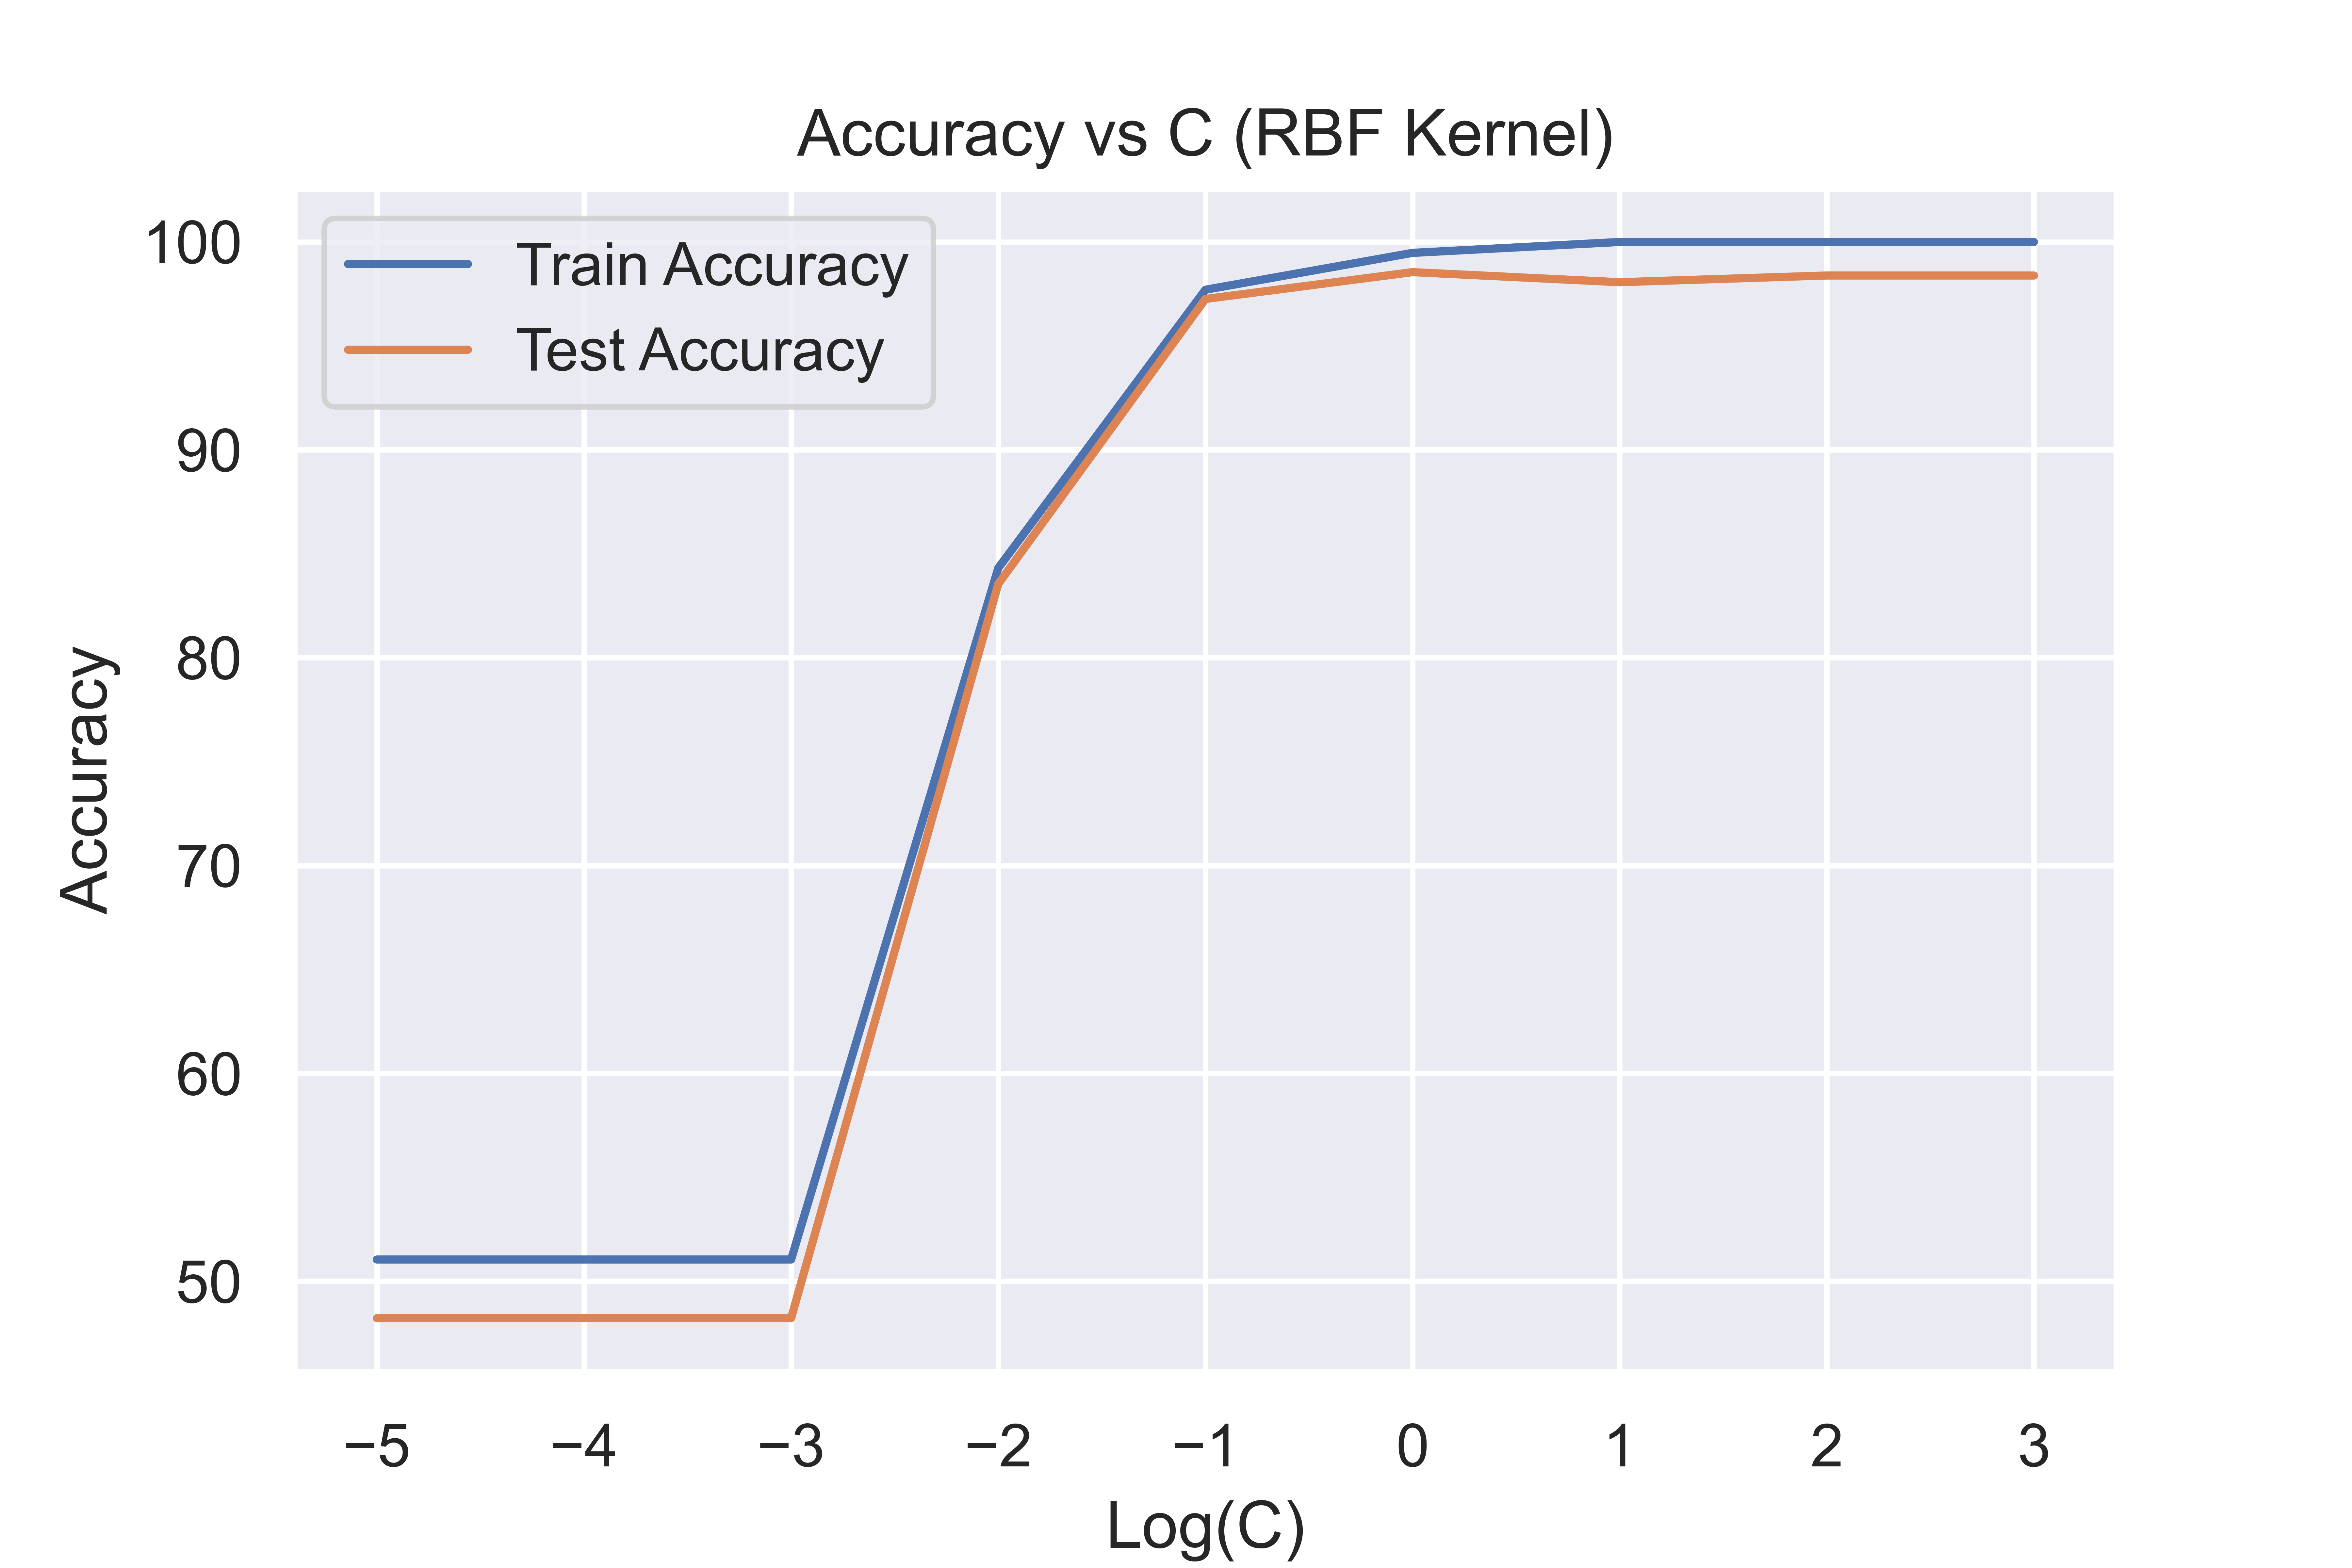 Accuracy vs C (RBF Kernel)
Train Accuracy
Test Accuracy
100
90
80
70
60
50
Accuracy
−5 −4 −3 −2 −1 0 1 2 3
Log(C)